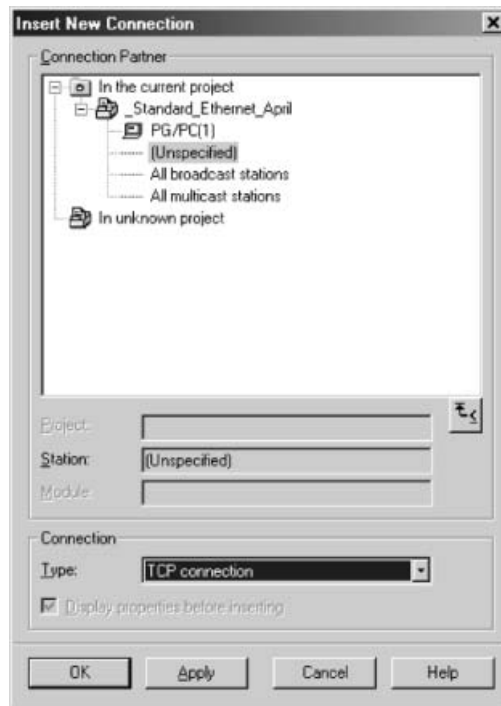 Insert New Connection
Connection Partner
In the current project
_Standard_Ethernet_April
PG/PC(1)
(Unspecified)
All broadcast stations
All multicast stations
In unknown project
Project:
Station: (Unspecified)
Module:
Connection
Type: TCP connection
Display properties before inserting
OK Apply Cancel Help